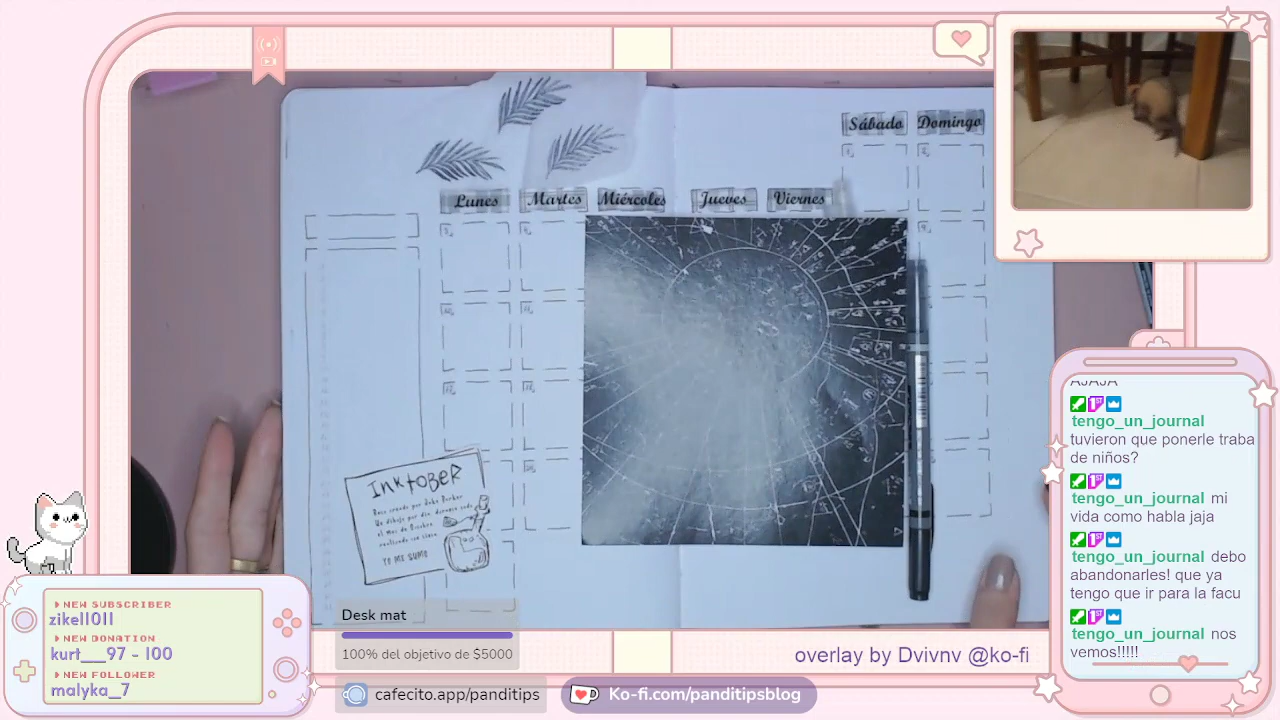 Sábado Domingo
Lunes Martes Miércoles Jueves Viernes
INKTOBER
YO ME SUMO
AJAJA
tengo_un_journal
tuvieron que ponerle traba
de niños?
tengo_un_journal mi
vida como habla jaja
tengo_un_journal debo
abandonarles! que ya
tengo que ir para la facu
tengo_un_journal nos
vemos!!!!!
NEW SUBSCRIBER
zikel1011
NEW DONATION
kurt__97 - 100
NEW FOLLOWER
malyka_7
Desk mat
100% del objetivo de $5000
overlay by Dvivnv @ko-fi
cafecito.app/panditips
Ko-fi.com/panditipsblog